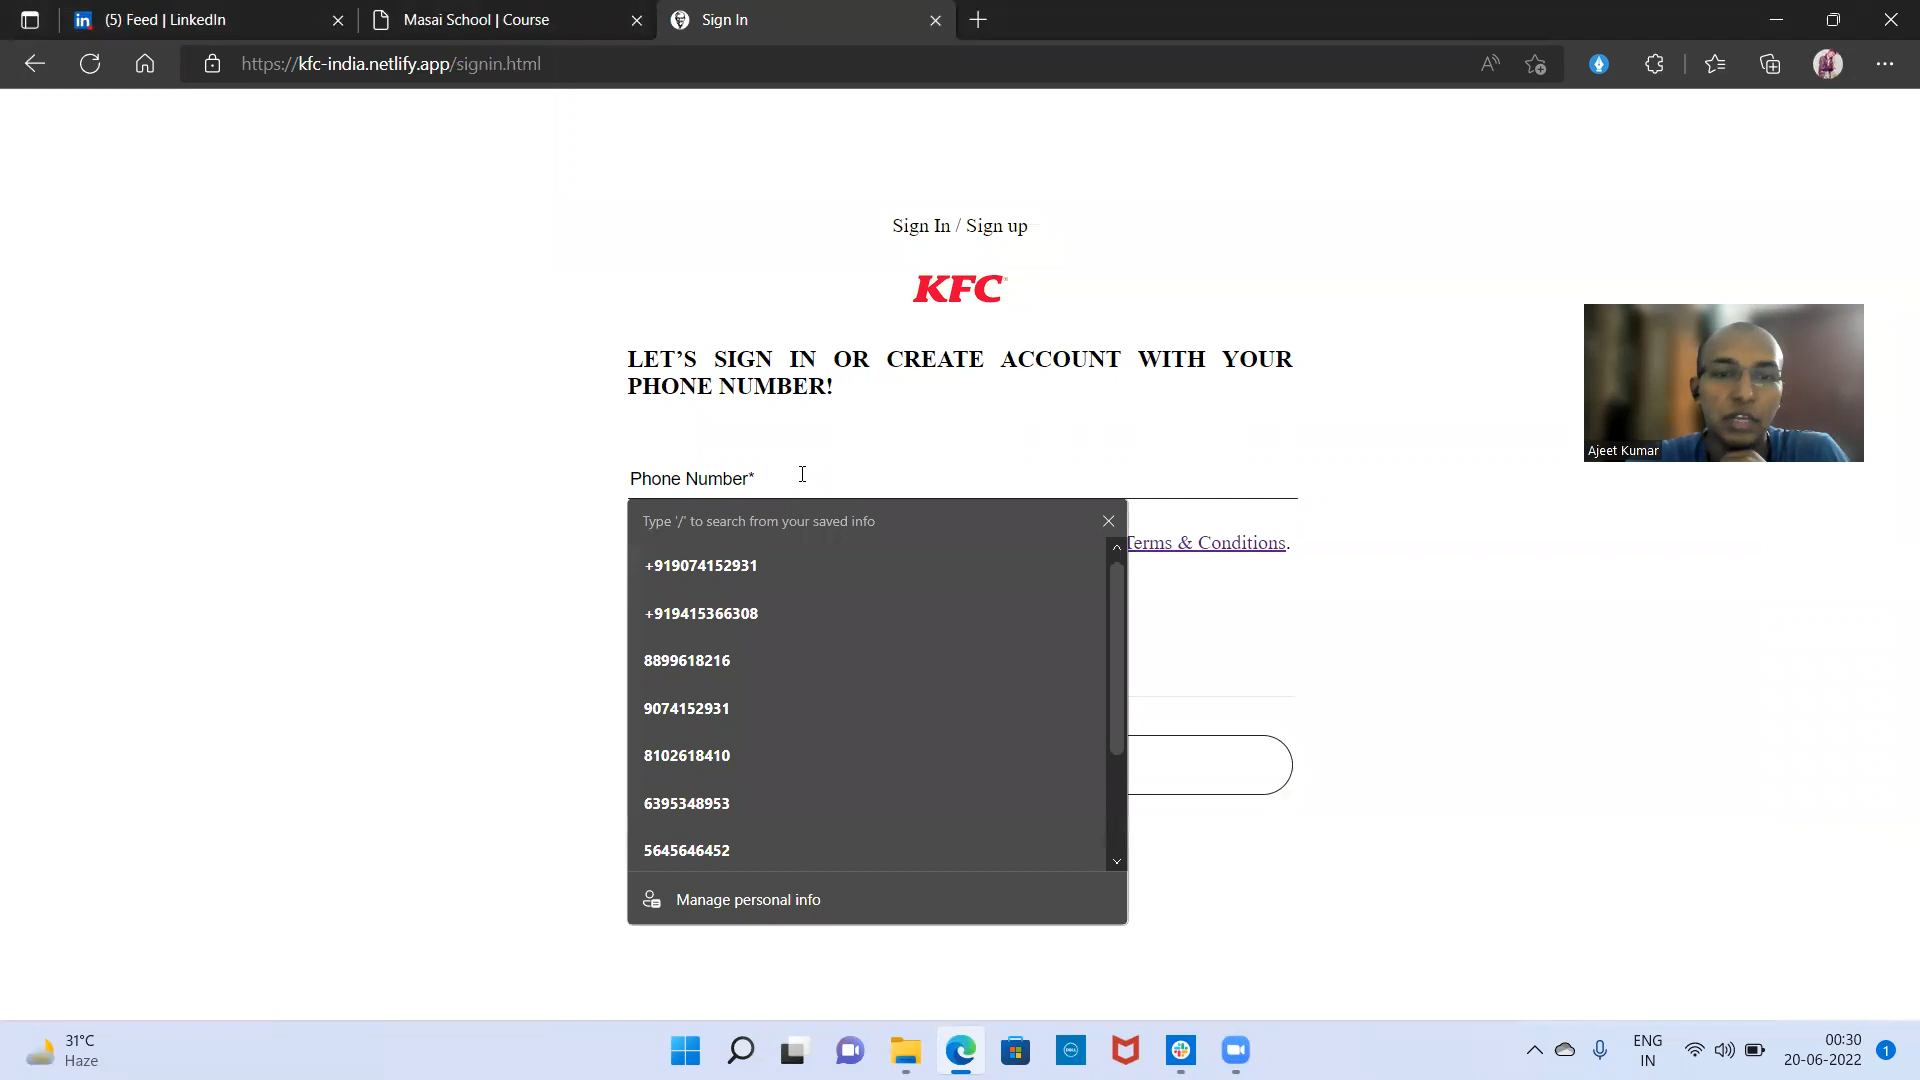 (5) Feed | LinkedIn
Masai School | Course
Sign In
https://kfc-india.netlify.app/signin.html
Sign In / Sign up
KFC
LET’S SIGN IN OR CREATE ACCOUNT WITH YOUR
PHONE NUMBER!
Ajeet Kumar
Phone Number*
Type '/' to search from your saved info
Terms & Conditions.
+919074152931
+919415366308
8899618216
9074152931
8102618410
6395348953
5645646452
Manage personal info
31°C
Haze
ENG
IN
00:30
20-06-2022
1